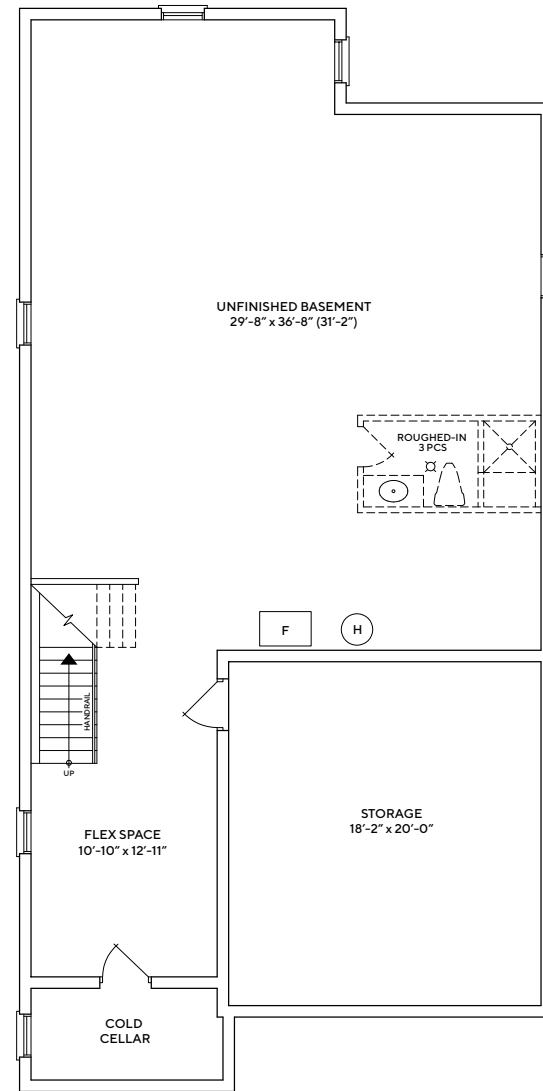 UNFINISHED BASEMENT
29'-8" x 36'-8" (31'-2")
ROUGHED-IN
3 PCS
F
H
HANDRAIL
UP
FLEX SPACE
10'-10" x 12'-11"
STORAGE
18'-2" x 20'-0"
COLD
CELLAR